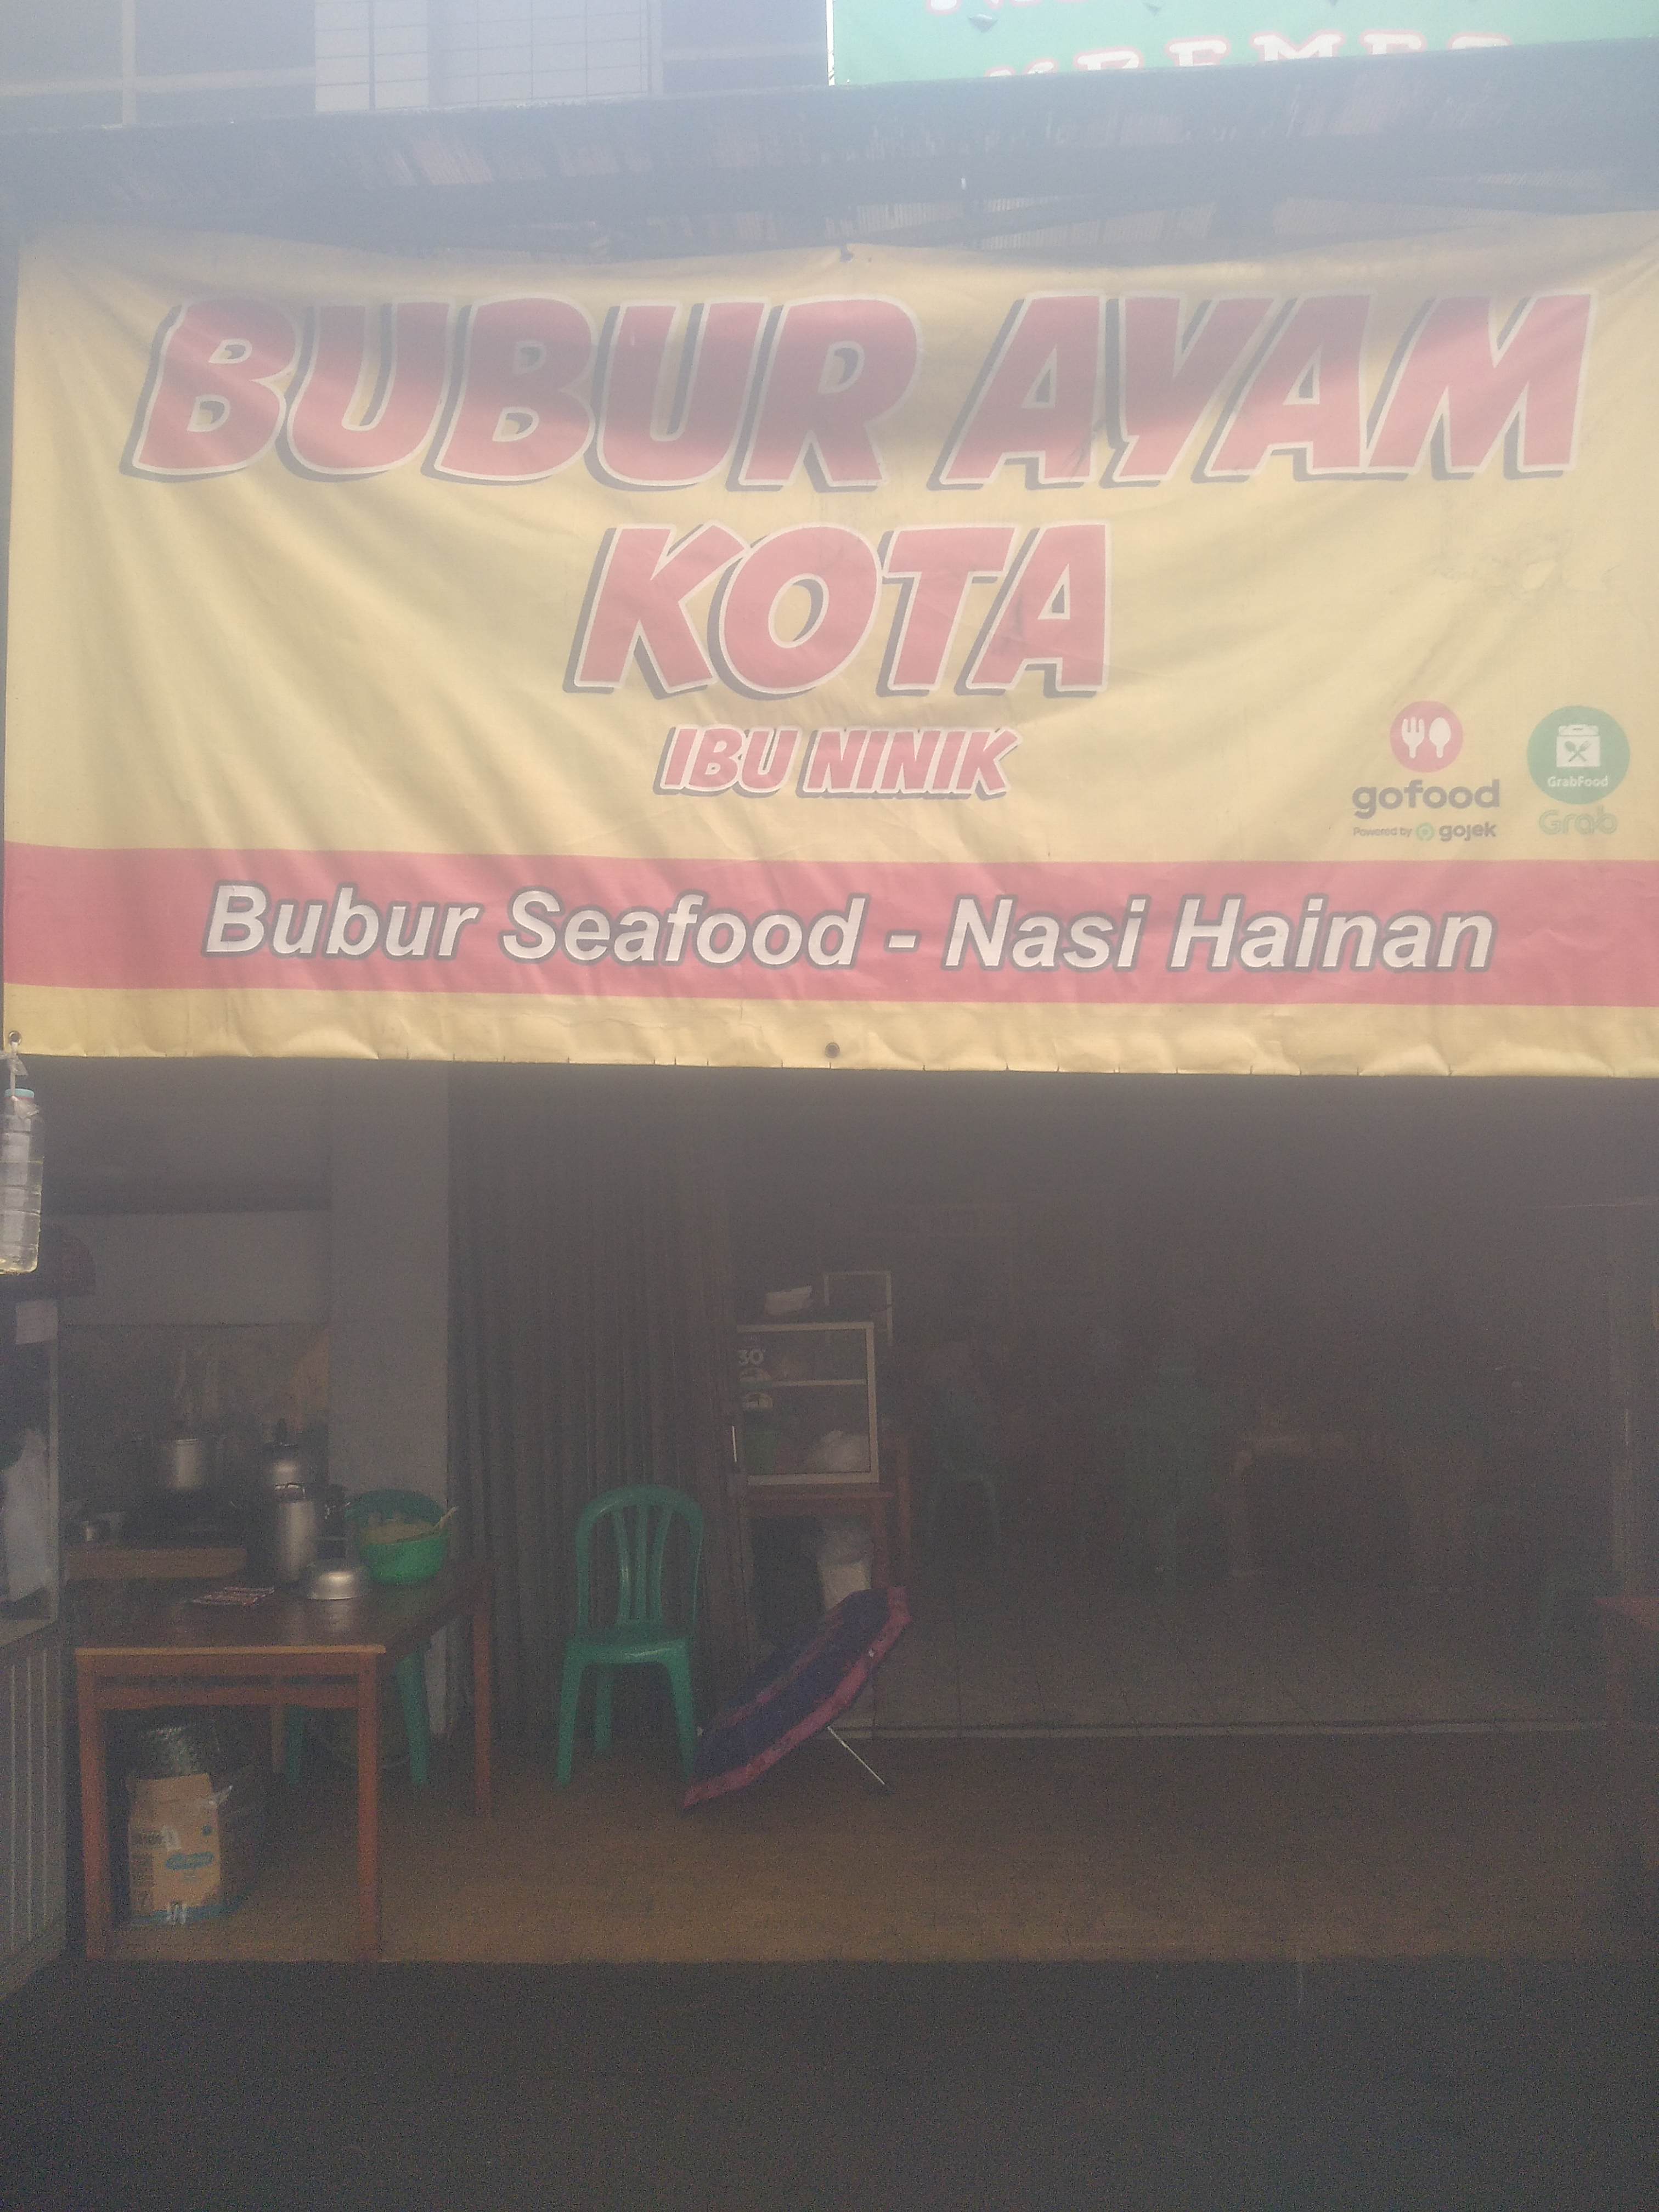 BUBUR AYAM
KOTA
IBU NINIK
gofood
Powered by gojek
GrabFood
Grab
Bubur Seafood - Nasi Hainan